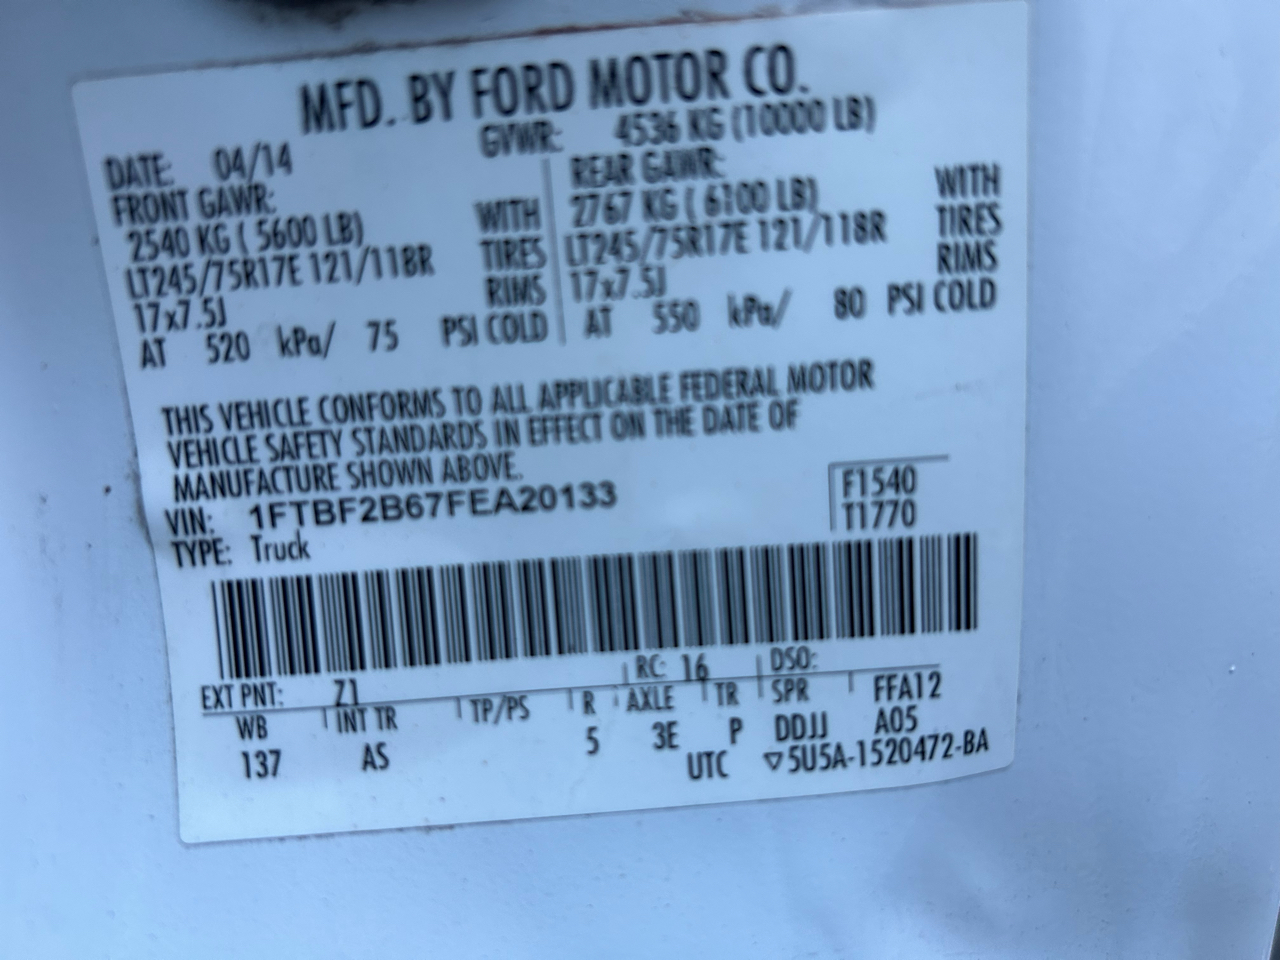 MFD. BY FORD MOTOR CO.
DATE: 04/14 GVWR: 4536 KG (10000 LB)
FRONT GAWR: REAR GAWR:
2540 KG ( 5600 LB) WITH 2767 KG ( 6100 LB) WITH
LT245/75R17E 121/118R TIRES LT245/75R17E 121/118R TIRES
17x7.5J RIMS 17x7.5J RIMS
AT 520 kPa/ 75 PSI COLD AT 550 kPa/ 80 PSI COLD
THIS VEHICLE CONFORMS TO ALL APPLICABLE FEDERAL MOTOR
VEHICLE SAFETY STANDARDS IN EFFECT ON THE DATE OF
MANUFACTURE SHOWN ABOVE.
VIN: 1FTBF2B67FEA20133 F1540
TYPE: Truck T1770
EXT PNT: Z1 RC: 16 DSO:
WB INT TR TP/PS R AXLE TR SPR FFA12
137 AS 5 3E P DDJJ A05
UTC ▽5U5A-1520472-BA